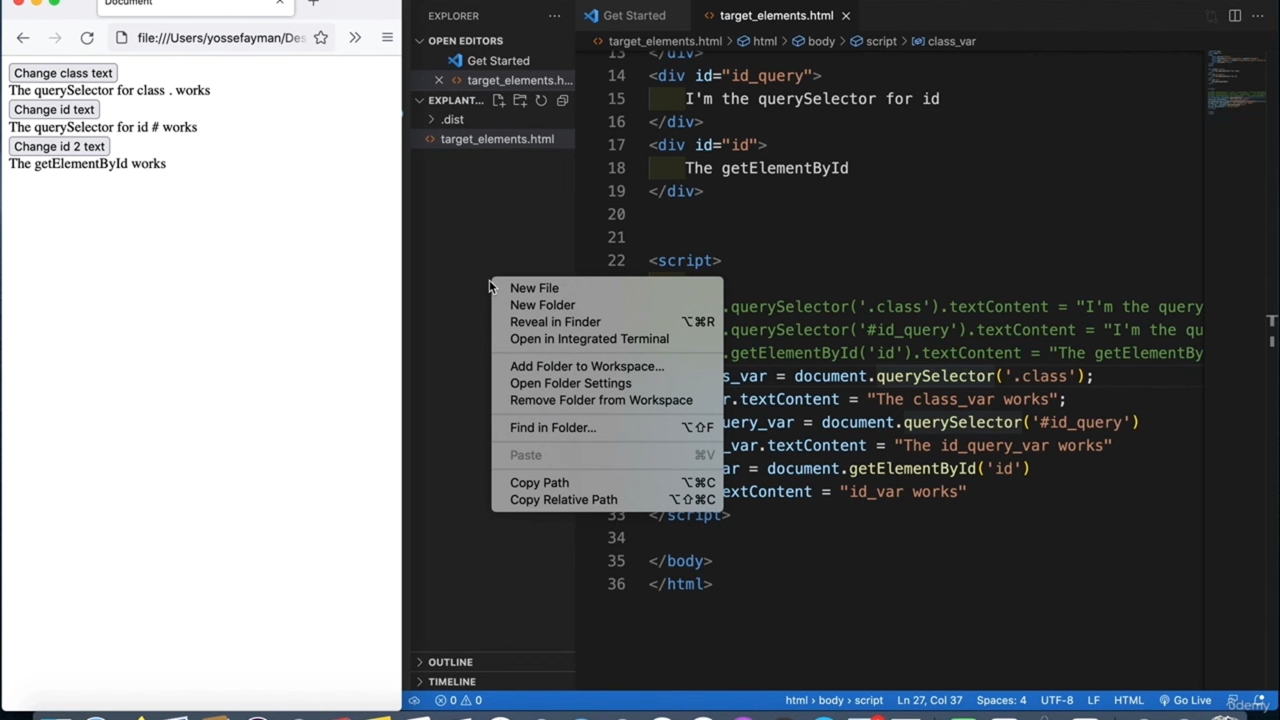 Document
file:///Users/yossefayman/Des
Change class text
The querySelector for class . works
Change id text
The querySelector for id # works
Change id 2 text
The getElementById works
EXPLORER
OPEN EDITORS
Get Started
target_elements.h...
EXPLANT...
.dist
target_elements.html
OUTLINE
TIMELINE
New File
New Folder
Reveal in Finder ⌥⌘R
Open in Integrated Terminal
Add Folder to Workspace...
Open Folder Settings
Remove Folder from Workspace
Find in Folder... ⌥⇧F
Paste ⌘V
Copy Path ⌥⌘C
Copy Relative Path ⌥⇧⌘C
Get Started target_elements.html
target_elements.html > html > body > script > class_var
13 </div>
14 <div id="id_query">
15 I'm the querySelector for id
16 </div>
17 <div id="id">
18 The getElementById
19 </div>
20
21
22 <script>
.querySelector('.class').textContent = "I'm the query
.querySelector('#id_query').textContent = "I'm the qu
.getElementById('id').textContent = "The getElementBy
s_var = document.querySelector('.class');
r.textContent = "The class_var works";
uery_var = document.querySelector('#id_query')
_var.textContent = "The id_query_var works"
ar = document.getElementById('id')
extContent = "id_var works"
33 </script>
34
35 </body>
36 </html>
0 0 html > body > script Ln 27, Col 37 Spaces: 4 UTF-8 LF HTML Go Live
udemy